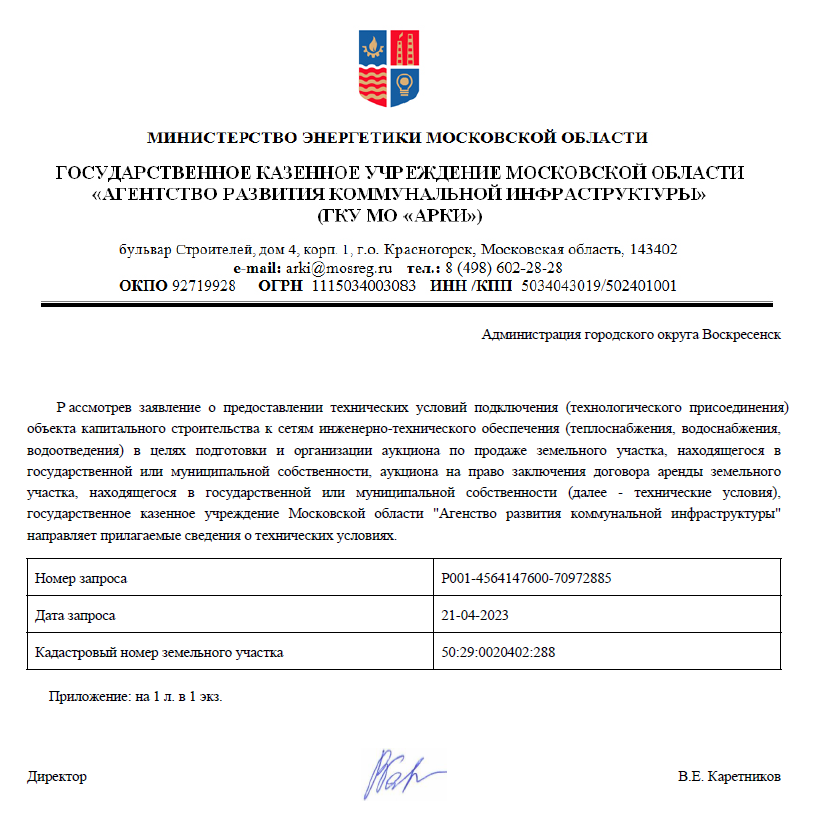 МИНИСТЕРСТВО ЭНЕРГЕТИКИ МОСКОВСКОЙ ОБЛАСТИ
ГОСУДАРСТВЕННОЕ КАЗЕННОЕ УЧРЕЖДЕНИЕ МОСКОВСКОЙ ОБЛАСТИ
«АГЕНТСТВО РАЗВИТИЯ КОММУНАЛЬНОЙ ИНФРАСТРУКТУРЫ»
(ГКУ МО «АРКИ»)
бульвар Строителей, дом 4, корп. 1, г.о. Красногорск, Московская область, 143402
e-mail: arki@mosreg.ru тел.: 8 (498) 602-28-28
ОКПО 92719928 ОГРН 1115034003083 ИНН /КПП 5034043019/502401001
Администрация городского округа Воскресенск
Рассмотрев заявление о предоставлении технических условий подключения (технологического присоединения)
объекта капитального строительства к сетям инженерно-технического обеспечения (теплоснабжения, водоснабжения,
водоотведения) в целях подготовки и организации аукциона по продаже земельного участка, находящегося в
государственной или муниципальной собственности, аукциона на право заключения договора аренды земельного
участка, находящегося в государственной или муниципальной собственности (далее - технические условия),
государственное казенное учреждение Московской области "Агенство развития коммунальной инфраструктуры"
направляет прилагаемые сведения о технических условиях.
Номер запроса P001-4564147600-70972885
Дата запроса 21-04-2023
Кадастровый номер земельного участка 50:29:0020402:288
Приложение: на 1 л. в 1 экз.
Директор В.Е. Каретников